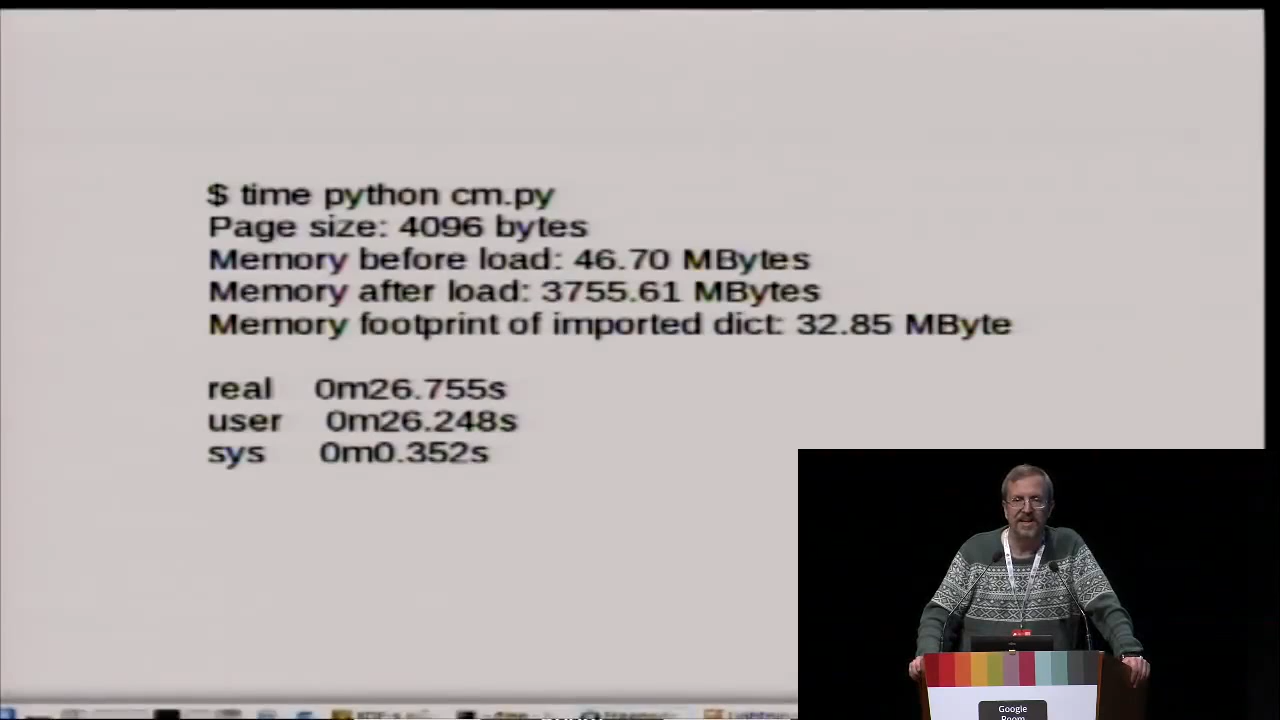 $ time python cm.py
Page size: 4096 bytes
Memory before load: 46.70 MBytes
Memory after load: 3755.61 MBytes
Memory footprint of imported dict: 32.85 MByte
real 0m26.755s
user 0m26.248s
sys 0m0.352s
Google
Room